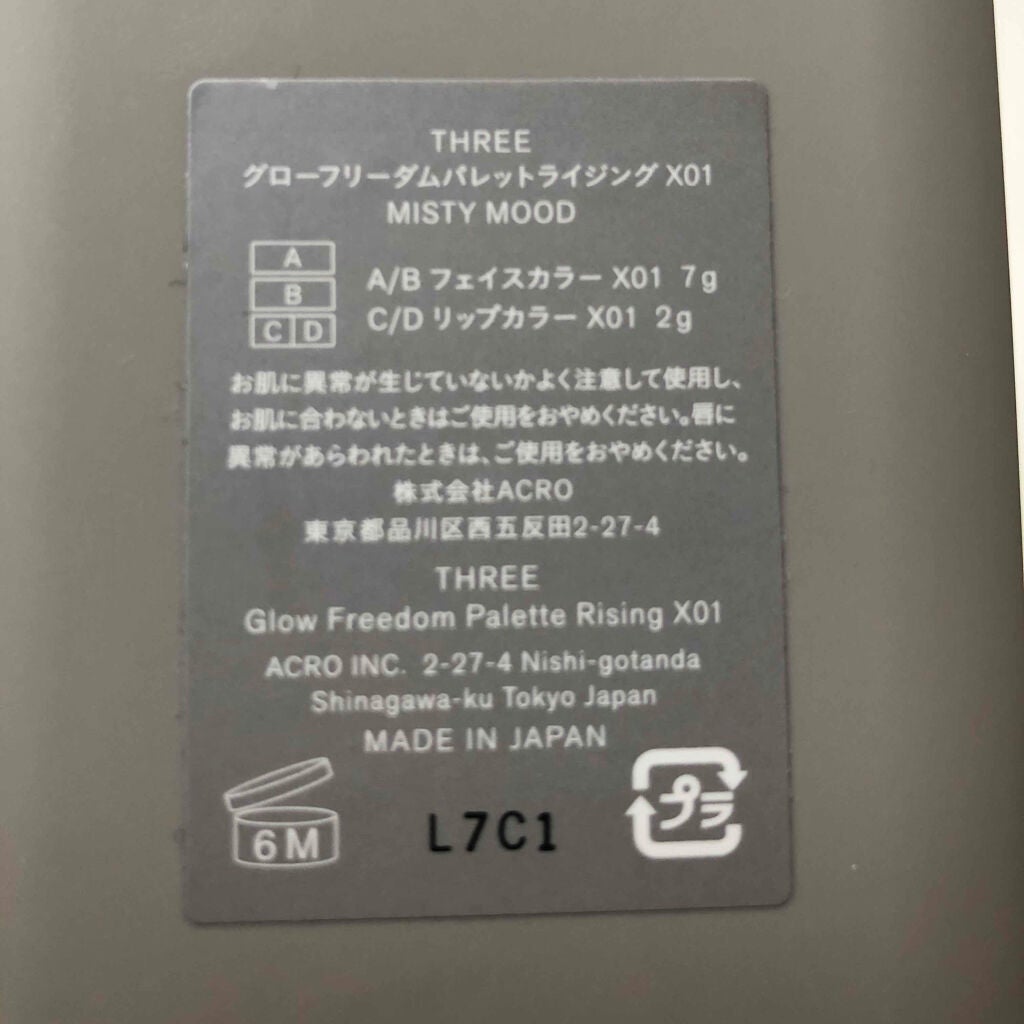 THREE
グローフリーダムパレットライジング X01
MISTY MOOD
A
B
C D
A/B フェイスカラー X01 7g
C/D リップカラー X01 2g
お肌に異常が生じていないかよく注意して使用し、
お肌に合わないときはご使用をおやめください。唇に
異常があらわれたときは、ご使用をおやめください。
株式会社ACRO
東京都品川区西五反田2-27-4
THREE
Glow Freedom Palette Rising X01
ACRO INC. 2-27-4 Nishi-gotanda
Shinagawa-ku Tokyo Japan
MADE IN JAPAN
6M
L7C1
プラ